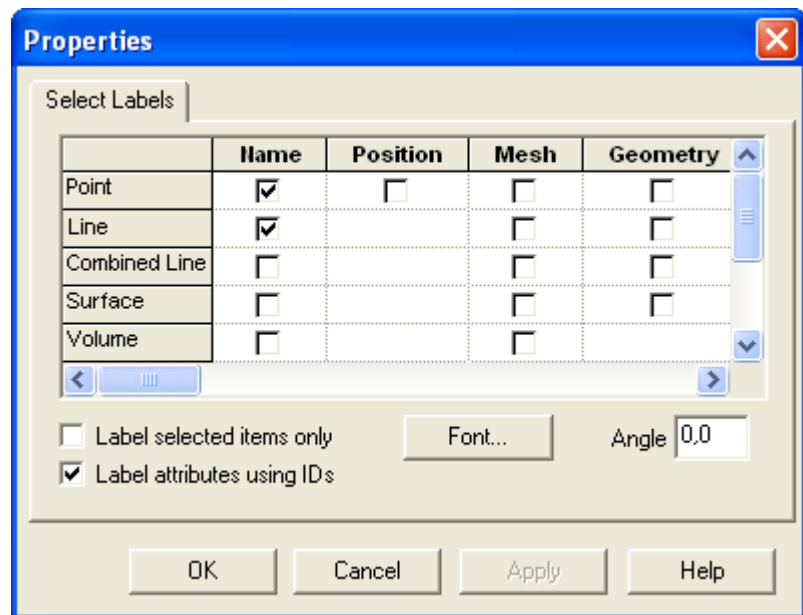 Properties
Select Labels
Name Position Mesh Geometry
Point
Line
Combined Line
Surface
Volume
Label selected items only Font... Angle 0,0
Label attributes using IDs
OK Cancel Apply Help